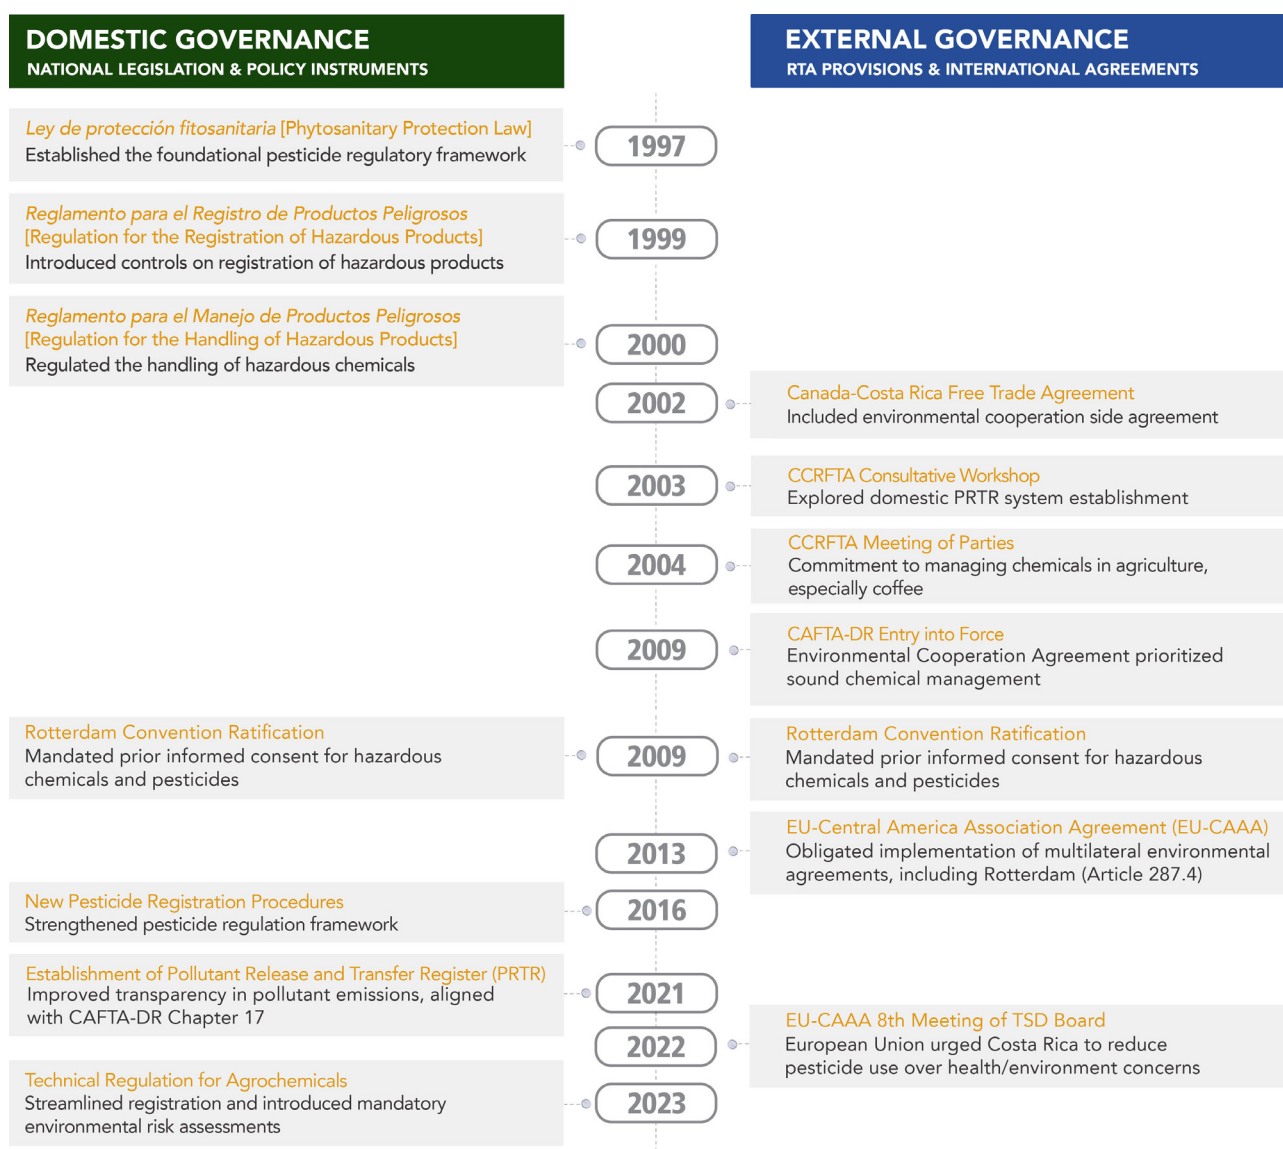 DOMESTIC GOVERNANCE
NATIONAL LEGISLATION & POLICY INSTRUMENTS
EXTERNAL GOVERNANCE
RTA PROVISIONS & INTERNATIONAL AGREEMENTS
Ley de protección fitosanitaria [Phytosanitary Protection Law]
Established the foundational pesticide regulatory framework
1997
Reglamento para el Registro de Productos Peligrosos
[Regulation for the Registration of Hazardous Products]
Introduced controls on registration of hazardous products
1999
Reglamento para el Manejo de Productos Peligrosos
[Regulation for the Handling of Hazardous Products]
Regulated the handling of hazardous chemicals
2000
2002
Canada-Costa Rica Free Trade Agreement
Included environmental cooperation side agreement
2003
CCRFTA Consultative Workshop
Explored domestic PRTR system establishment
2004
CCRFTA Meeting of Parties
Commitment to managing chemicals in agriculture,
especially coffee
2009
CAFTA-DR Entry into Force
Environmental Cooperation Agreement prioritized
sound chemical management
Rotterdam Convention Ratification
Mandated prior informed consent for hazardous
chemicals and pesticides
2009
Rotterdam Convention Ratification
Mandated prior informed consent for hazardous
chemicals and pesticides
2013
EU-Central America Association Agreement (EU-CAAA)
Obligated implementation of multilateral environmental
agreements, including Rotterdam (Article 287.4)
New Pesticide Registration Procedures
Strengthened pesticide regulation framework
2016
Establishment of Pollutant Release and Transfer Register (PRTR)
Improved transparency in pollutant emissions, aligned
with CAFTA-DR Chapter 17
2021
2022
EU-CAAA 8th Meeting of TSD Board
European Union urged Costa Rica to reduce
pesticide use over health/environment concerns
Technical Regulation for Agrochemicals
Streamlined registration and introduced mandatory
environmental risk assessments
2023